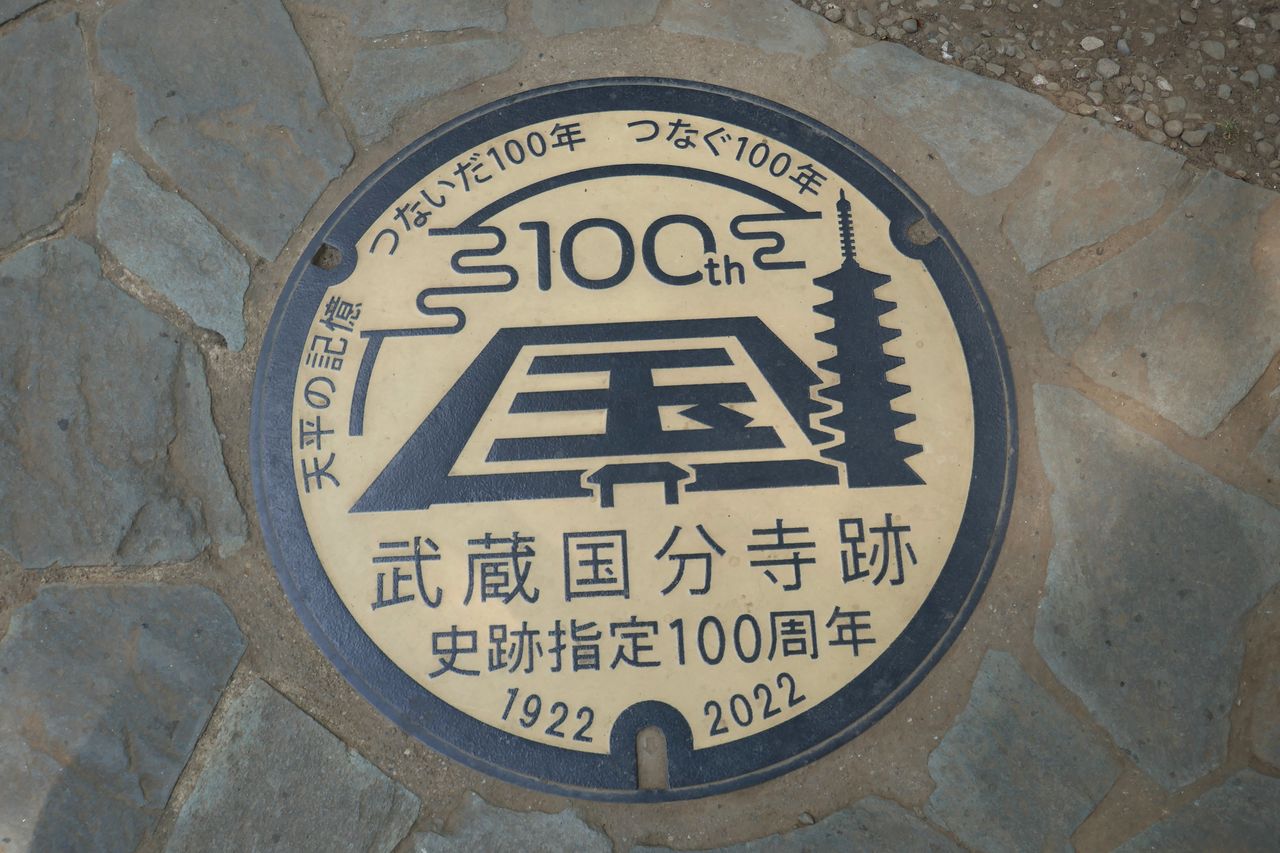 天平の記憶
つないだ100年 つなぐ100年
100th
国
武蔵国分寺跡
史跡指定100周年
1922 2022